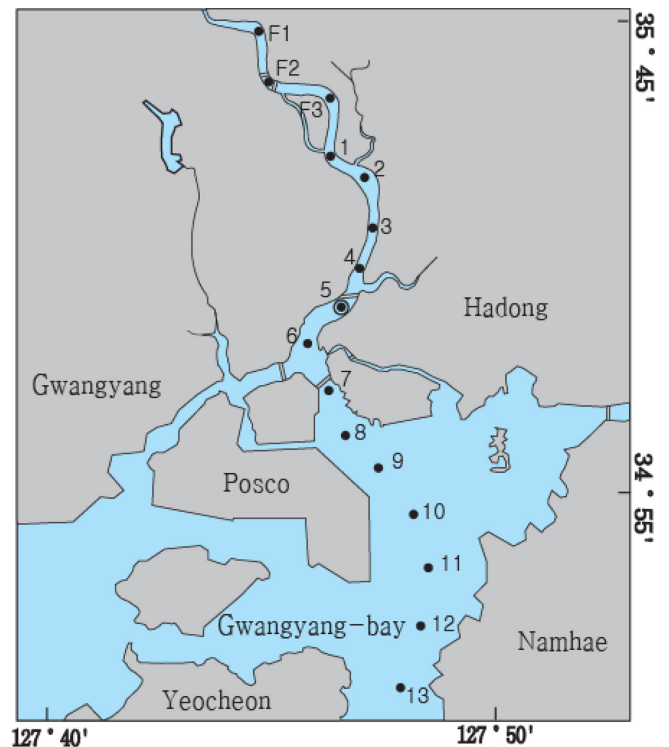 F1
35°45'
F2
F3
1
2
3
4
5
Hadong
6
Gwangyang
7
8
9
Posco
34°55'
10
11
Gwangyang-bay
12
Namhae
13
Yeocheon
127°40'
127°50'